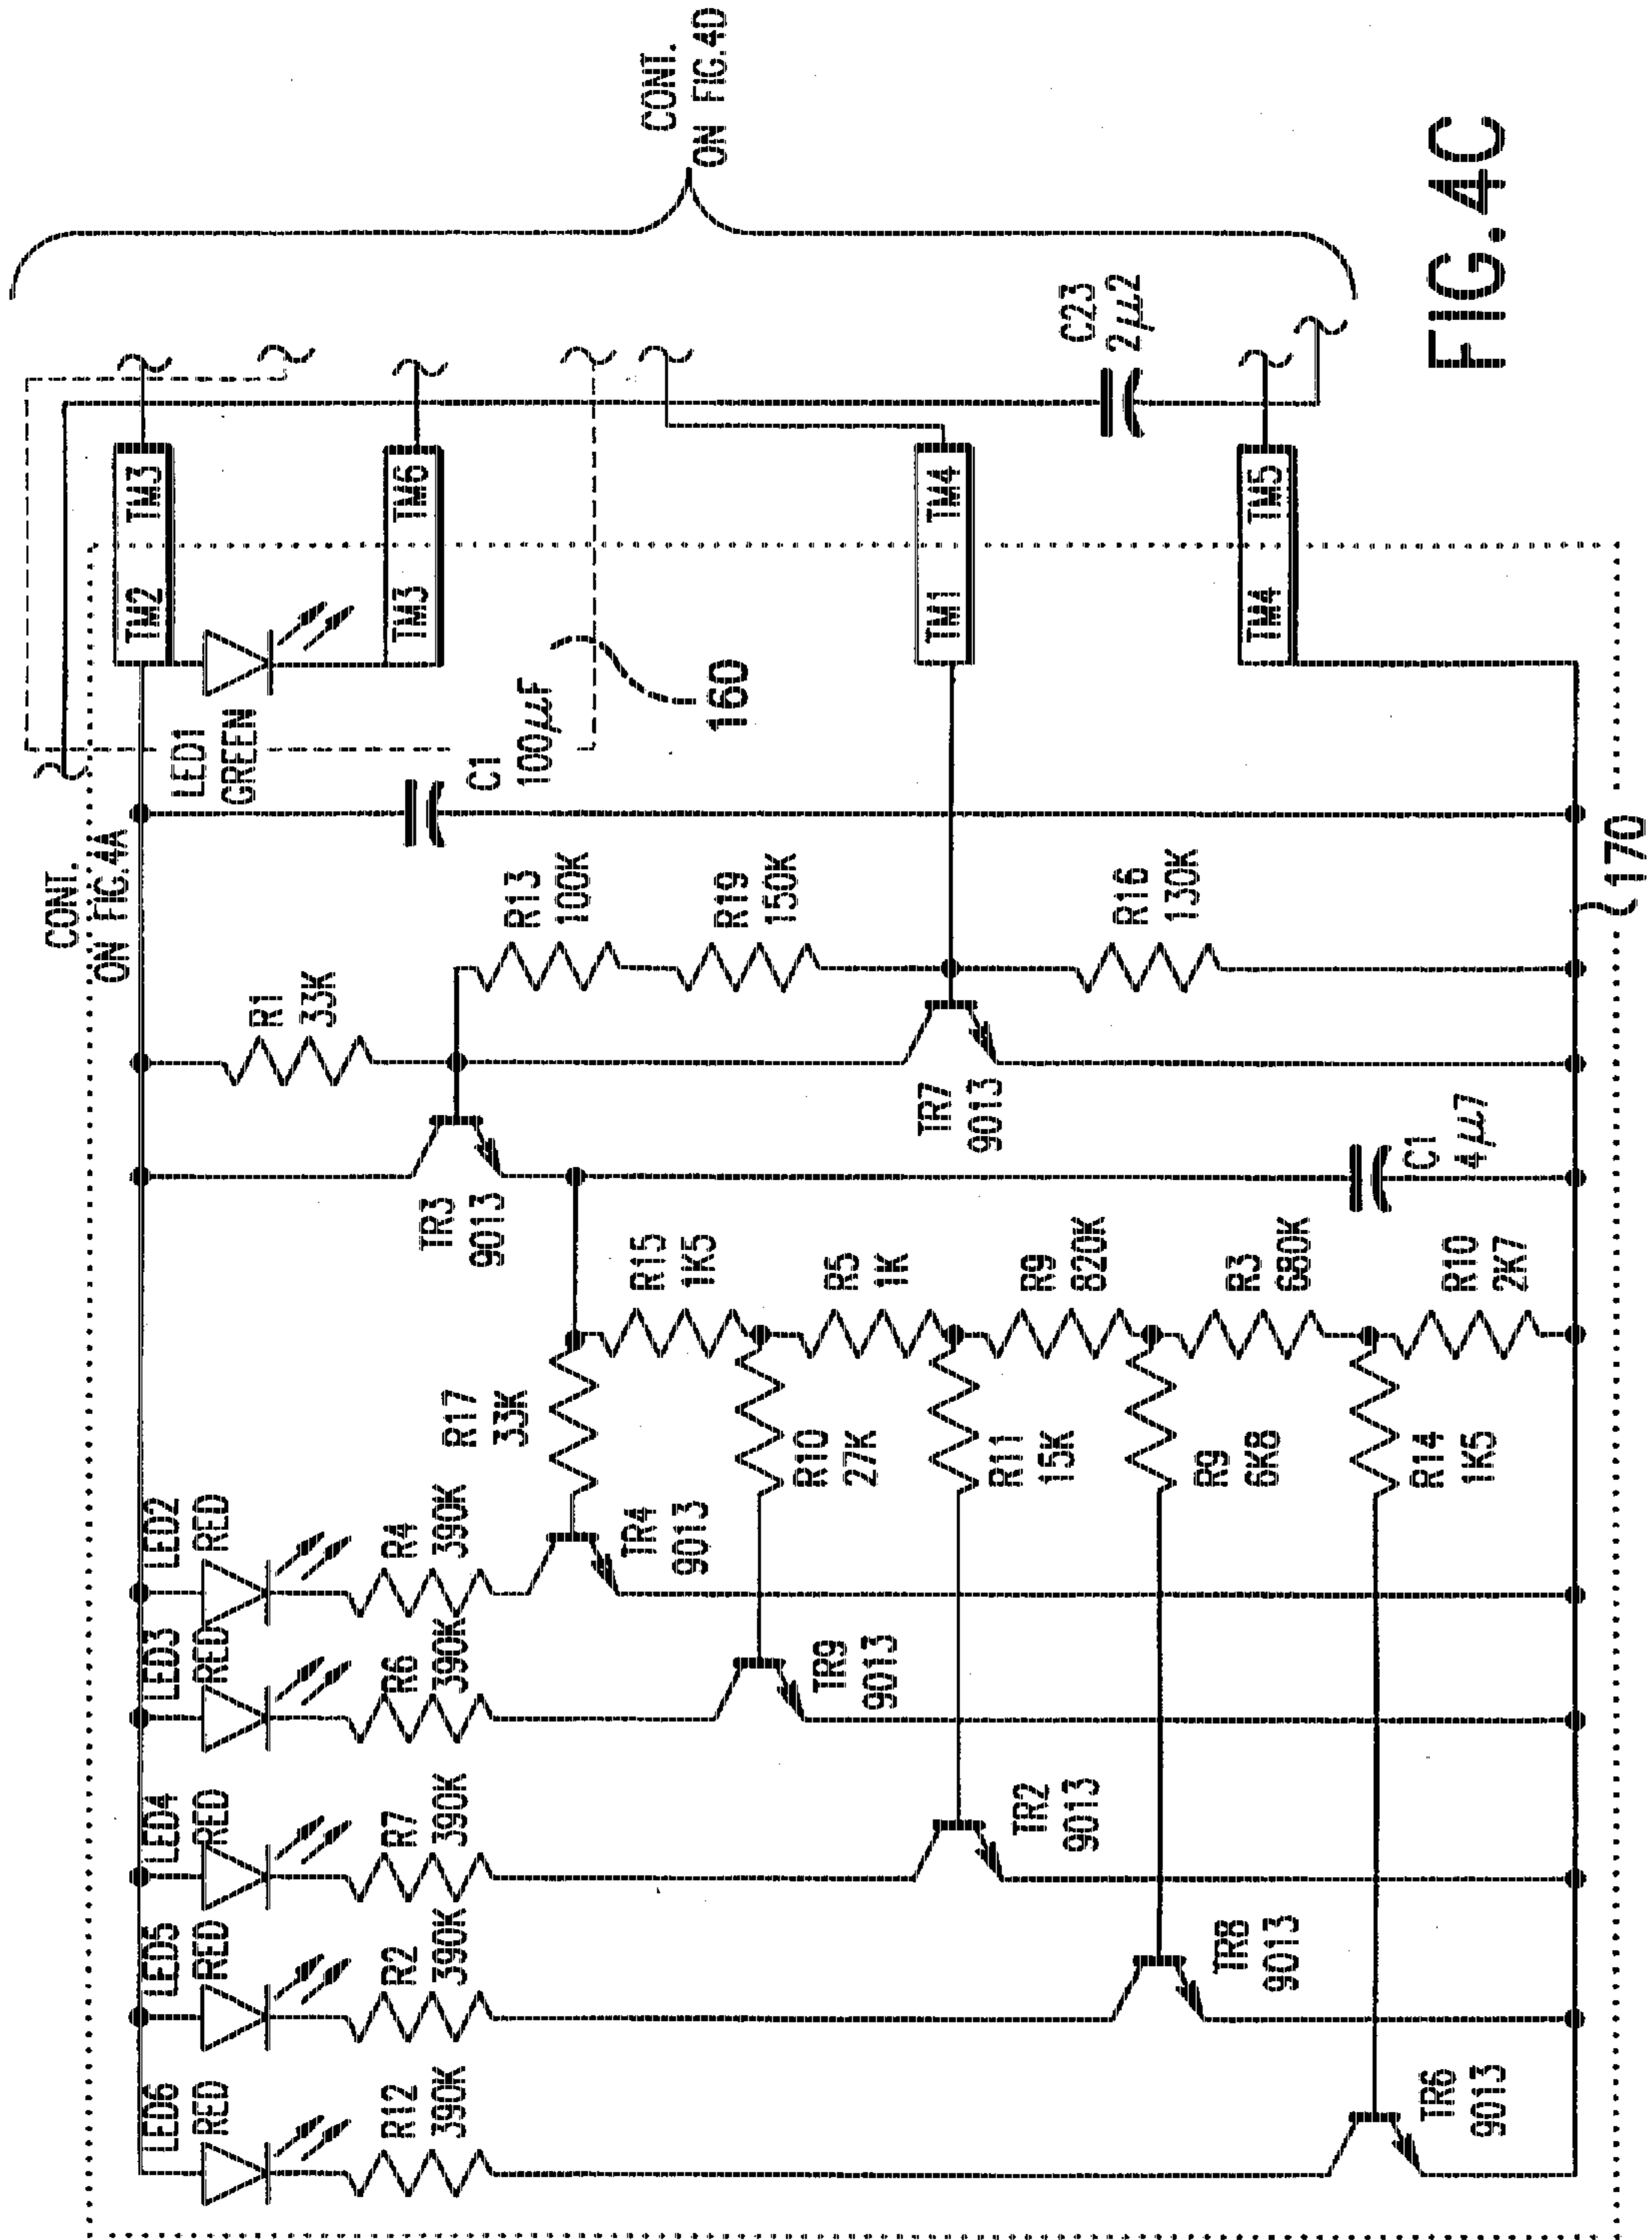 CONT.
ON FIG.4D
CONT.
ON FIG.4A
TM2 TM3
TM3 TM6
TM1 TM4
TM4 TM5
C23
2μ2
LED1
GREEN
C1
100μF
160
R13
100K
R19
150K
R16
130K
170
R1
33K
TR7
9013
TR3
9013
C1
4μ7
R15
1K5
R5
1K
R9
820K
R3
680K
R10
2K7
R17
33K
R10
27K
R11
15K
R9
6K8
R14
1K5
LED2
RED
R4
390K
TR4
9013
LED3
RED
R6
390K
TR9
9013
LED4
RED
R7
390K
TR2
9013
LED5
RED
R2
390K
TR8
9013
LED6
RED
R12
390K
TR6
9013
FIG.4C